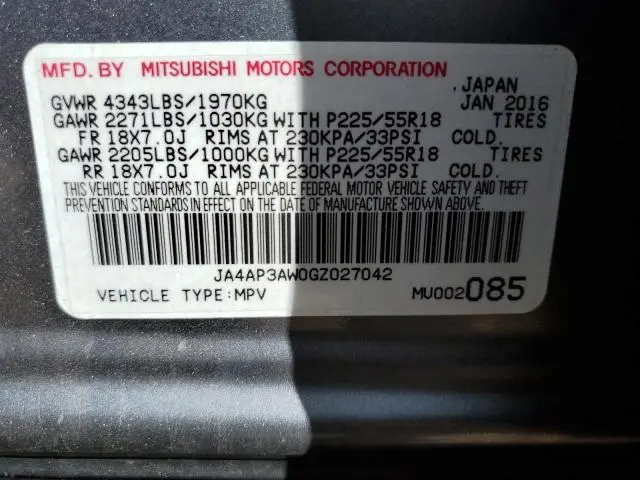 MFD. BY MITSUBISHI MOTORS CORPORATION
, JAPAN
GVWR 4343LBS/1970KG JAN 2016
GAWR 2271LBS/1030KG WITH P225/55R18 TIRES
FR 18X7.0J RIMS AT 230KPA/33PSI COLD.
GAWR 2205LBS/1000KG WITH P225/55R18 TIRES
RR 18X7.0J RIMS AT 230KPA/33PSI COLD.
THIS VEHICLE CONFORMS TO ALL APPLICABLE FEDERAL MOTOR VEHICLE SAFETY AND THEFT
PREVENTION STANDARDS IN EFFECT ON THE DATE OF MANUFACTURE SHOWN ABOVE.
JA4AP3AW0GZ027042
VEHICLE TYPE:MPV MU002085